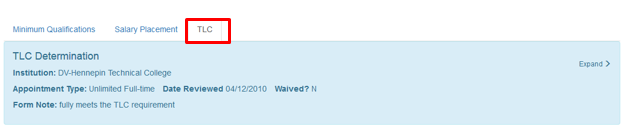 Minimum Qualifications Salary Placement TLC
TLC Determination
Expand >
Institution: DV-Hennepin Technical College
Appointment Type: Unlimited Full-time Date Reviewed 04/12/2010 Waived? N
Form Note: fully meets the TLC requirement